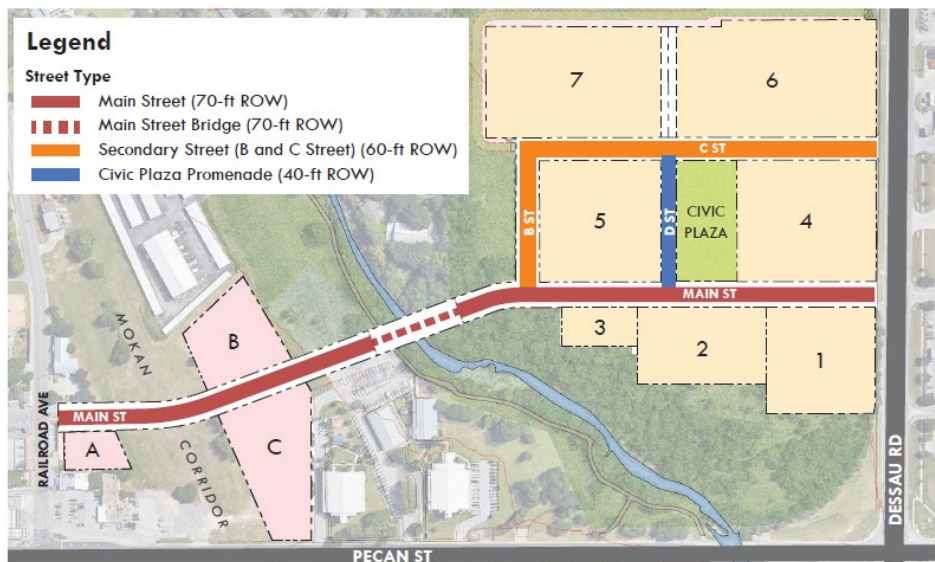 Legend
Street Type
Main Street (70-ft ROW)
Main Street Bridge (70-ft ROW)
Secondary Street (B and C Street) (60-ft ROW)
Civic Plaza Promenade (40-ft ROW)
7
6
C ST
B ST
5
D ST
CIVIC
PLAZA
4
MAIN ST
3
2
1
MOKAN
B
RAILROAD AVE
MAIN ST
A
C
CORRIDOR
DESSAU RD
PECAN ST